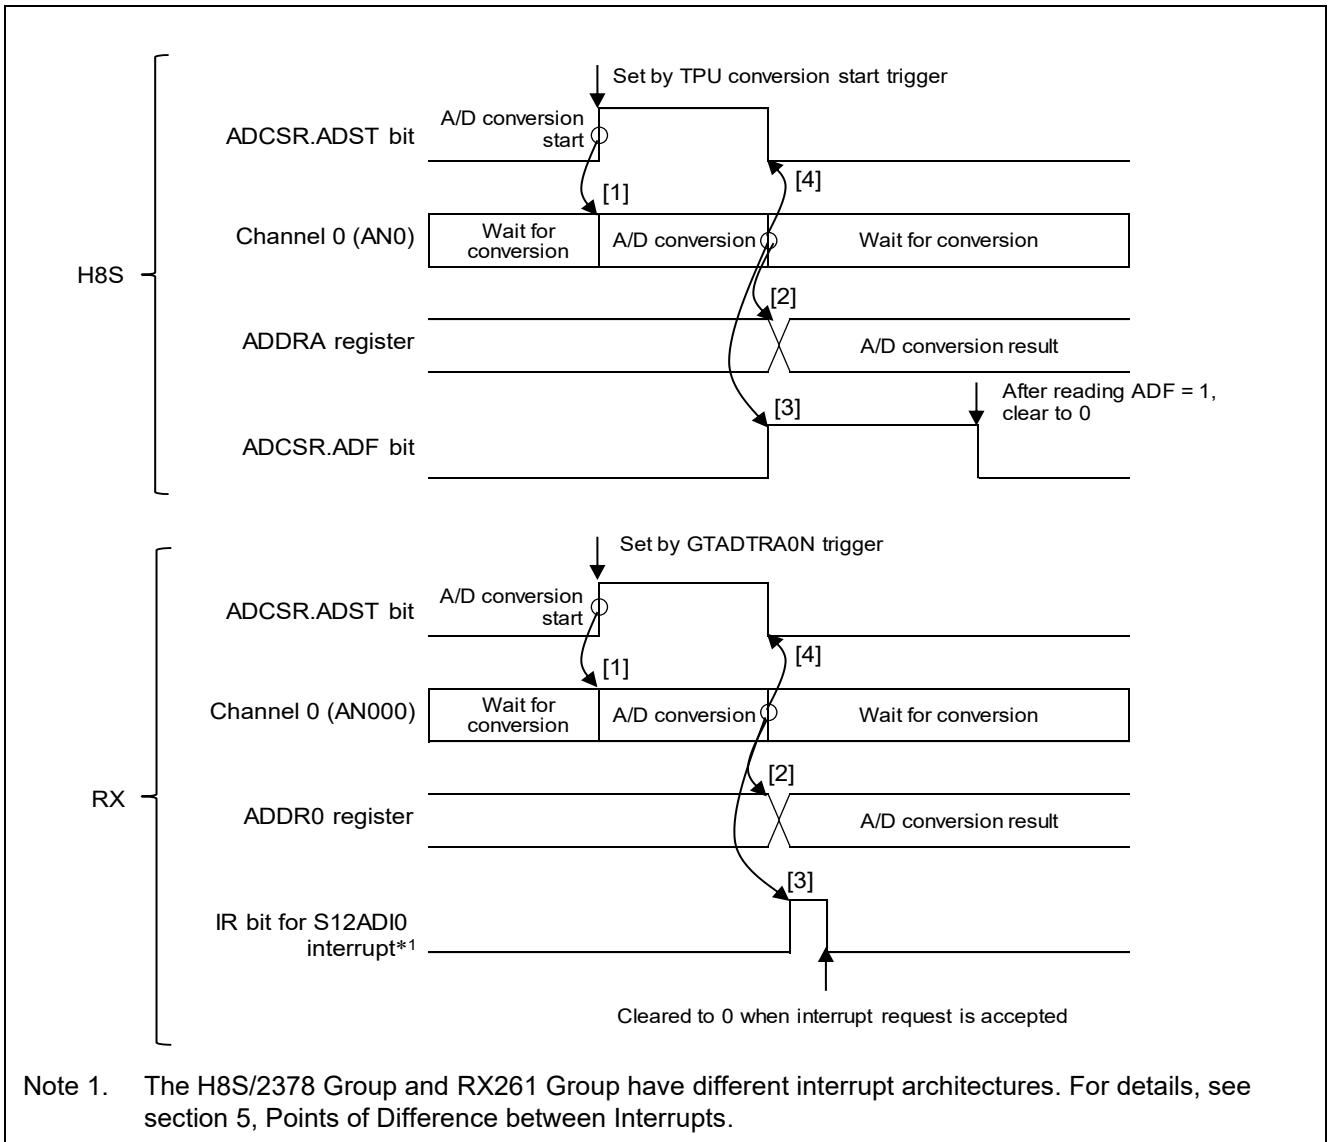 Set by TPU conversion start trigger
ADCSR.ADST bit
A/D conversion
start
[1]
[4]
Channel 0 (AN0)
Wait for
conversion
A/D conversion
Wait for conversion
H8S
[2]
ADDRA register
A/D conversion result
After reading ADF = 1,
clear to 0
[3]
ADCSR.ADF bit
Set by GTADTRA0N trigger
ADCSR.ADST bit
A/D conversion
start
[1]
[4]
Channel 0 (AN000)
Wait for
conversion
A/D conversion
Wait for conversion
RX
[2]
ADDR0 register
A/D conversion result
[3]
IR bit for S12ADI0
interrupt*1
Cleared to 0 when interrupt request is accepted
Note 1. The H8S/2378 Group and RX261 Group have different interrupt architectures. For details, see
section 5, Points of Difference between Interrupts.